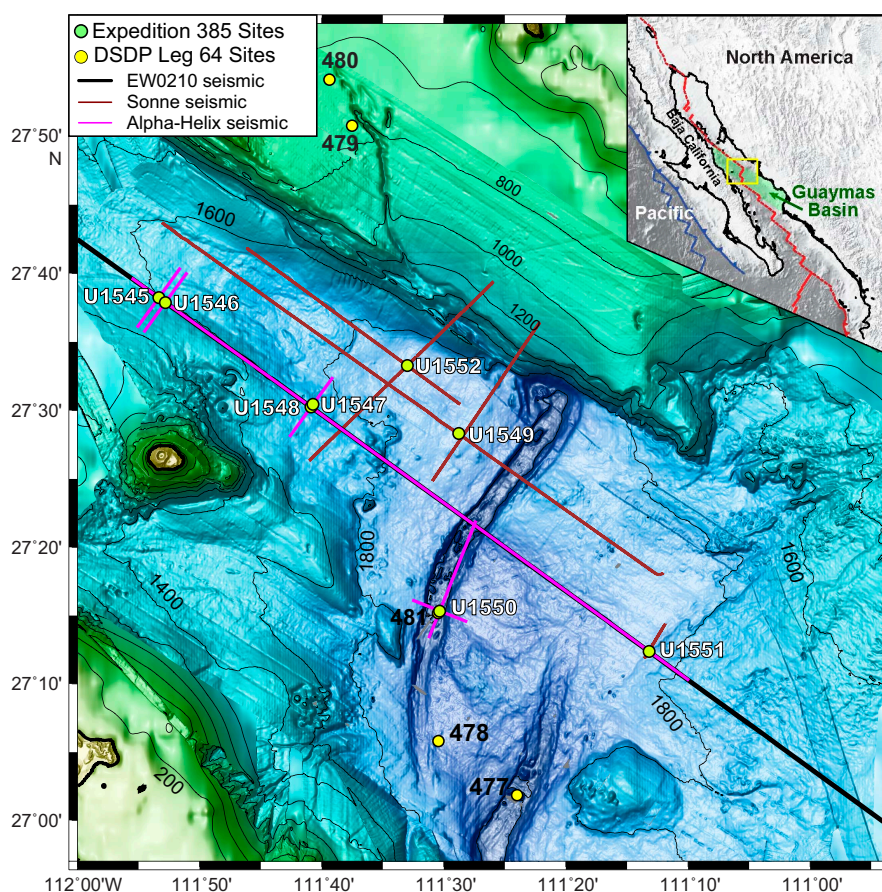 Expedition 385 Sites
DSDP Leg 64 Sites
EW0210 seismic
Sonne seismic
Alpha-Helix seismic
480
479
North America
Baja California
Guaymas
Basin
Pacific
27°50'
N
27°40'
27°30'
27°20'
27°10'
27°00'
800
1600
1000
1200
U1545
U1546
U1552
U1548
U1547
U1549
1800
1600
1400
481
U1550
U1551
1800
478
477
200
112°00'W
111°50'
111°40'
111°30'
111°20'
111°10'
111°00'